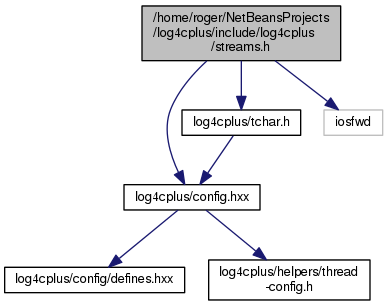 /home/roger/NetBeansProjects
/log4cplus/include/log4cplus
/streams.h
log4cplus/tchar.h
iosfwd
log4cplus/config.hxx
log4cplus/config/defines.hxx
log4cplus/helpers/thread
-config.h